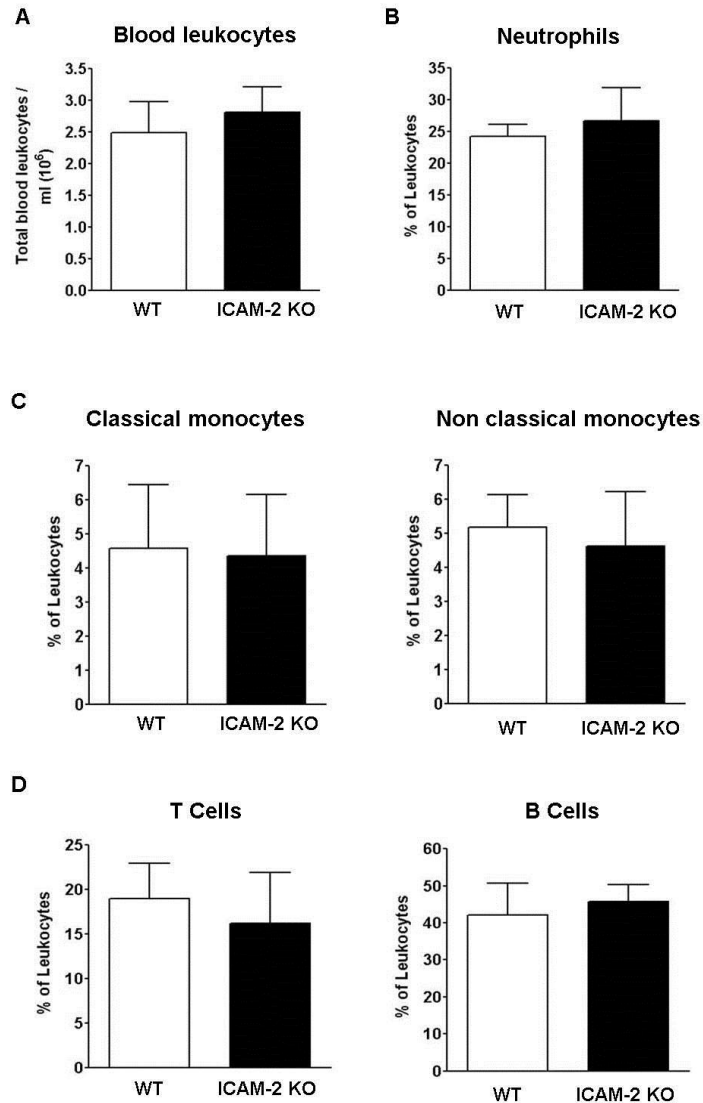 A
Blood leukocytes
Total blood leukocytes /
ml (10⁶)
3.5
3.0
2.5
2.0
1.5
1.0
0.5
0.0
WT
ICAM-2 KO
B
Neutrophils
% of Leukocytes
35
30
25
20
15
10
5
0
WT
ICAM-2 KO
C
Classical monocytes
% of Leukocytes
7
6
5
4
3
2
1
0
WT
ICAM-2 KO
Non classical monocytes
% of Leukocytes
7
6
5
4
3
2
1
0
WT
ICAM-2 KO
D
T Cells
% of Leukocytes
25
20
15
10
5
0
WT
ICAM-2 KO
B Cells
% of Leukocytes
60
50
40
30
20
10
0
WT
ICAM-2 KO